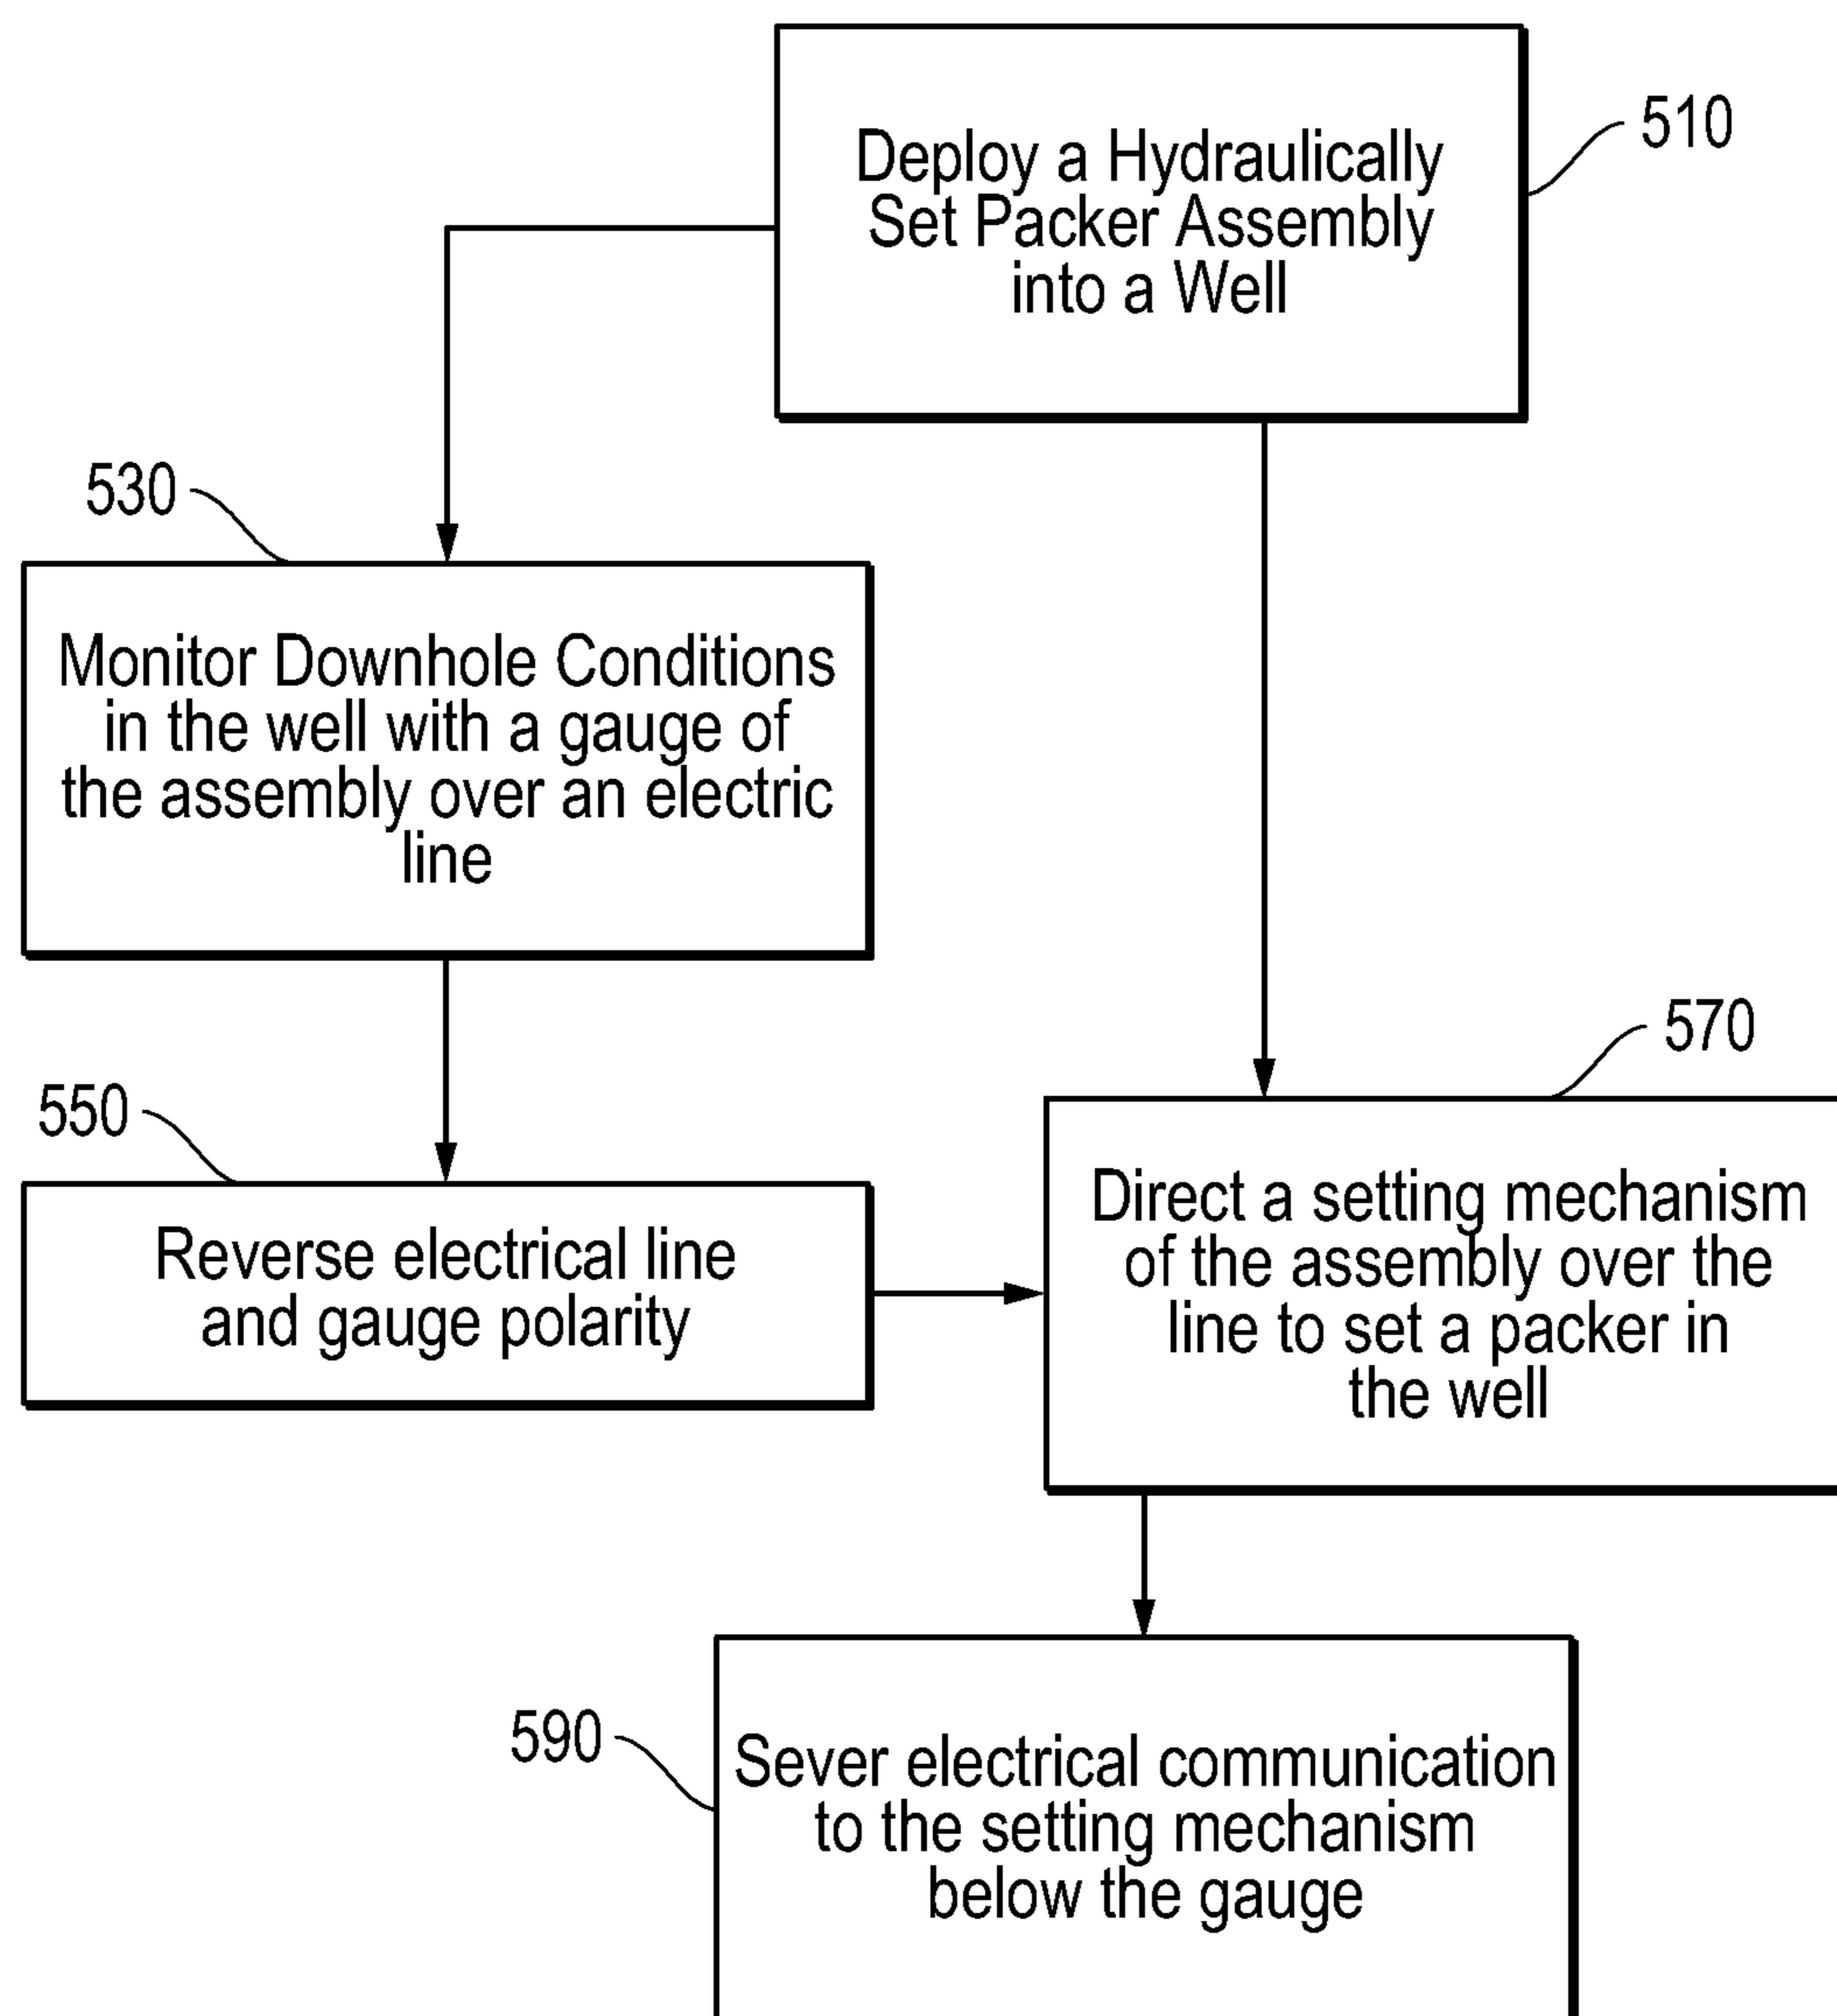 Deploy a Hydraulically
Set Packer Assembly
into a Well
510
530
Monitor Downhole Conditions
in the well with a gauge of
the assembly over an electric
line
550
Reverse electrical line
and gauge polarity
570
Direct a setting mechanism
of the assembly over the
line to set a packer in
the well
590
Sever electrical communication
to the setting mechanism
below the gauge